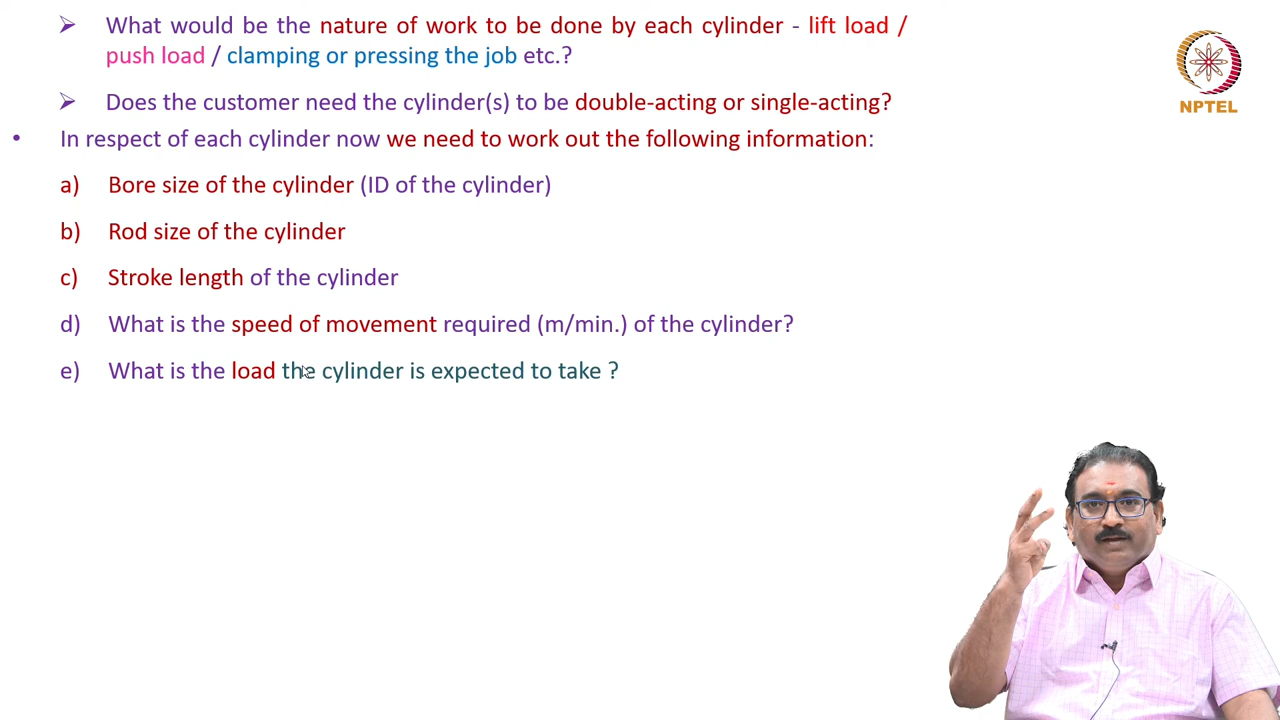 ➤ What would be the nature of work to be done by each cylinder - lift load /
push load / clamping or pressing the job etc.?
➤ Does the customer need the cylinder(s) to be double-acting or single-acting?
• In respect of each cylinder now we need to work out the following information:
a) Bore size of the cylinder (ID of the cylinder)
b) Rod size of the cylinder
c) Stroke length of the cylinder
d) What is the speed of movement required (m/min.) of the cylinder?
e) What is the load the cylinder is expected to take ?
NPTEL